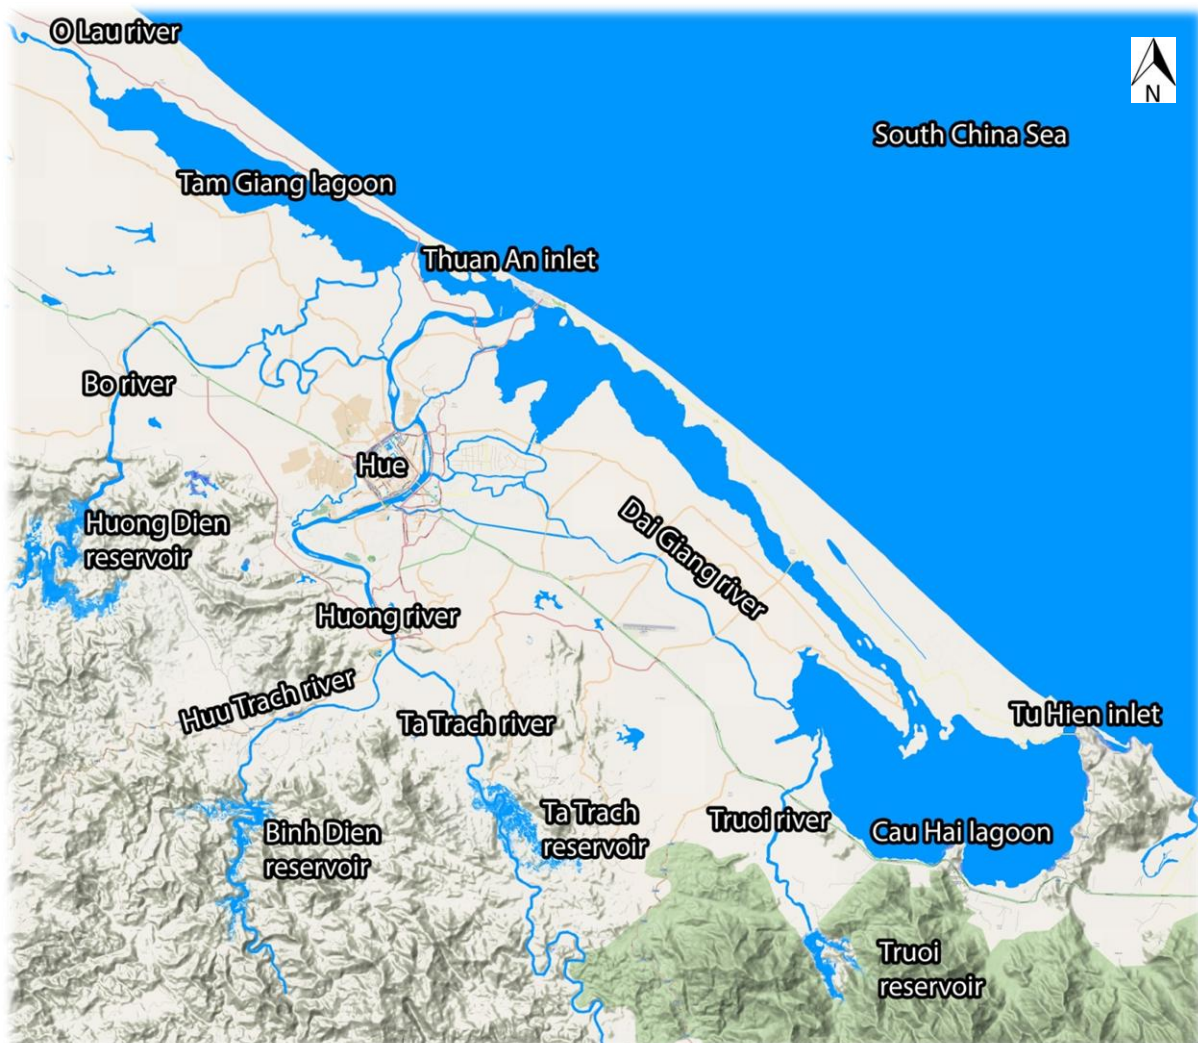 O Lau river
N
South China Sea
Tam Giang lagoon
Thuan An inlet
Bo river
Hue
Huong Dien
reservoir
Dai Giang river
Huong river
Huu Trach river
Ta Trach river
Tu Hien inlet
Binh Dien
reservoir
Ta Trach
reservoir
Truoi river
Cau Hai lagoon
Truoi
reservoir